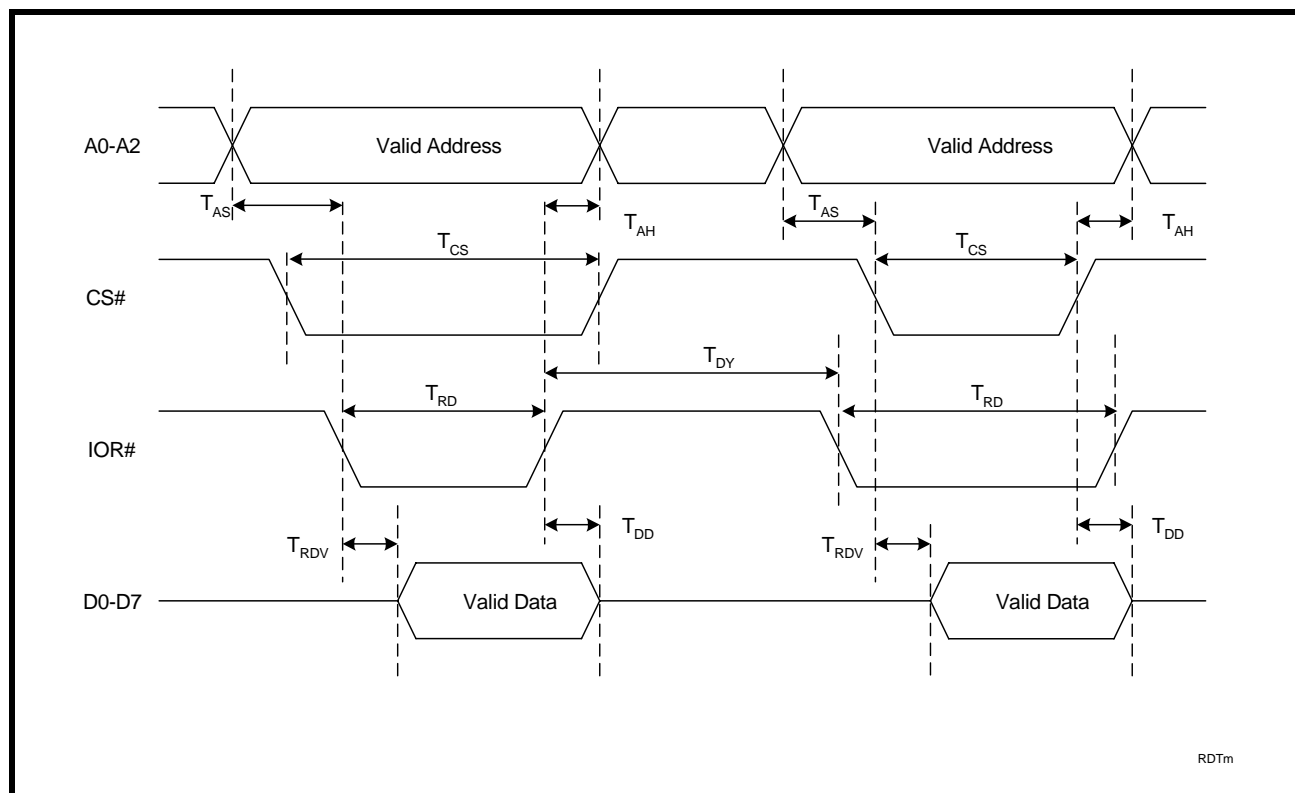 A0-A2
Valid Address
Valid Address
TAS
TAH
TAS
TAH
TCS
TCS
CS#
TDY
TRD
TRD
IOR#
TRDV
TDD
TRDV
TDD
D0-D7
Valid Data
Valid Data
RDTm